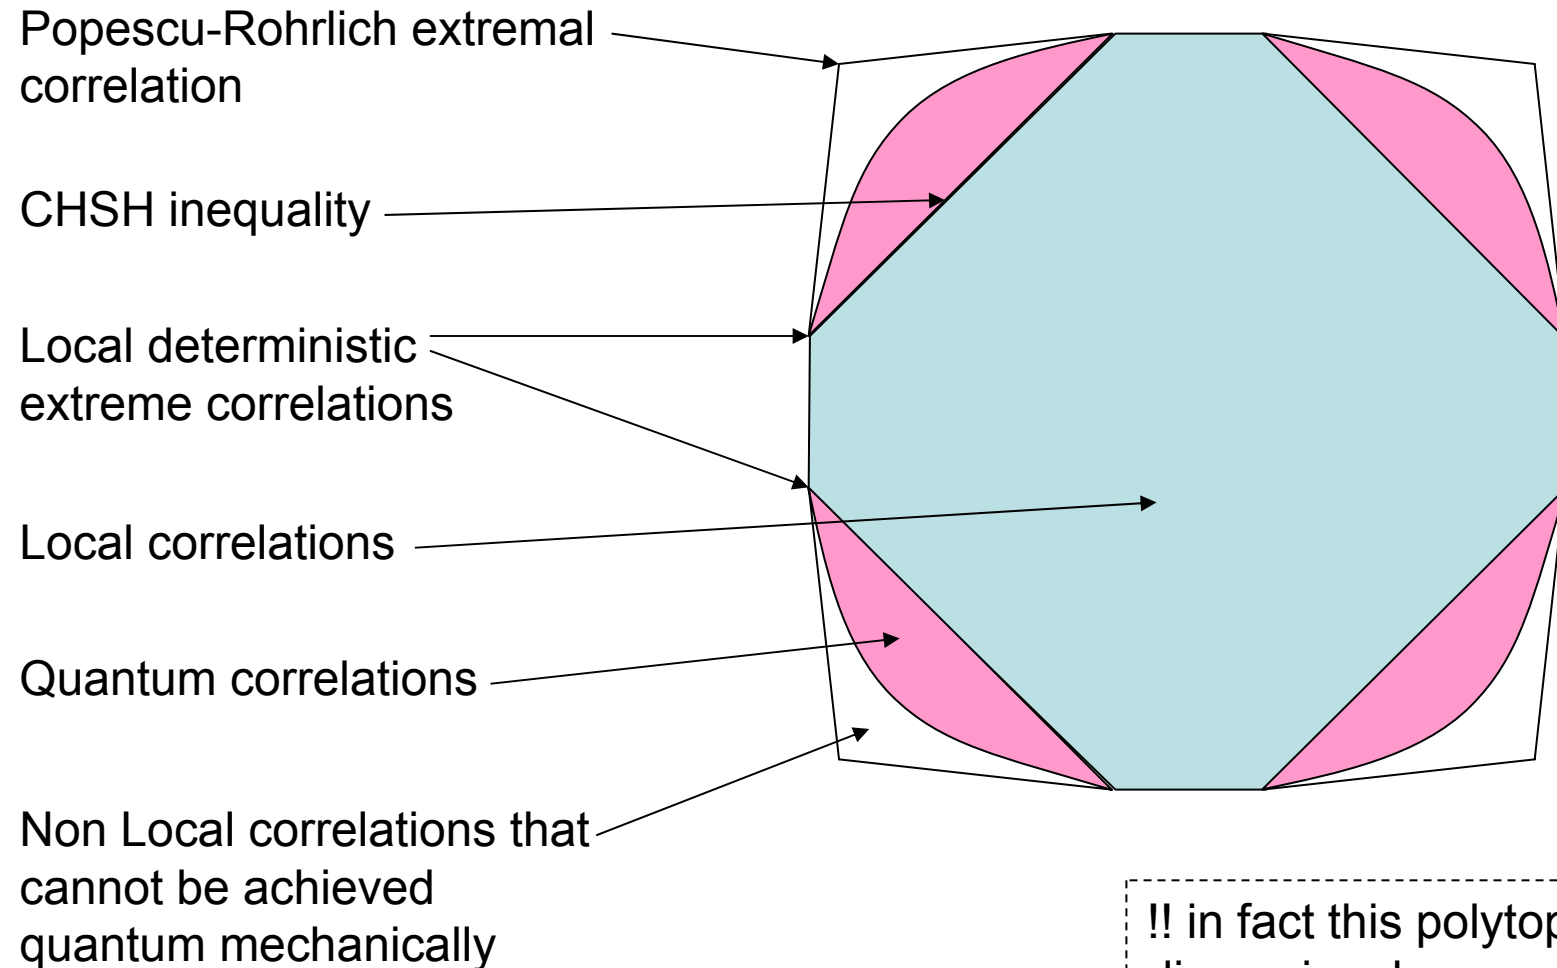 Popescu-Rohrlich extremal
correlation
CHSH inequality
Local deterministic
extreme correlations
Local correlations
Quantum correlations
Non Local correlations that
cannot be achieved
quantum mechanically
!! in fact this